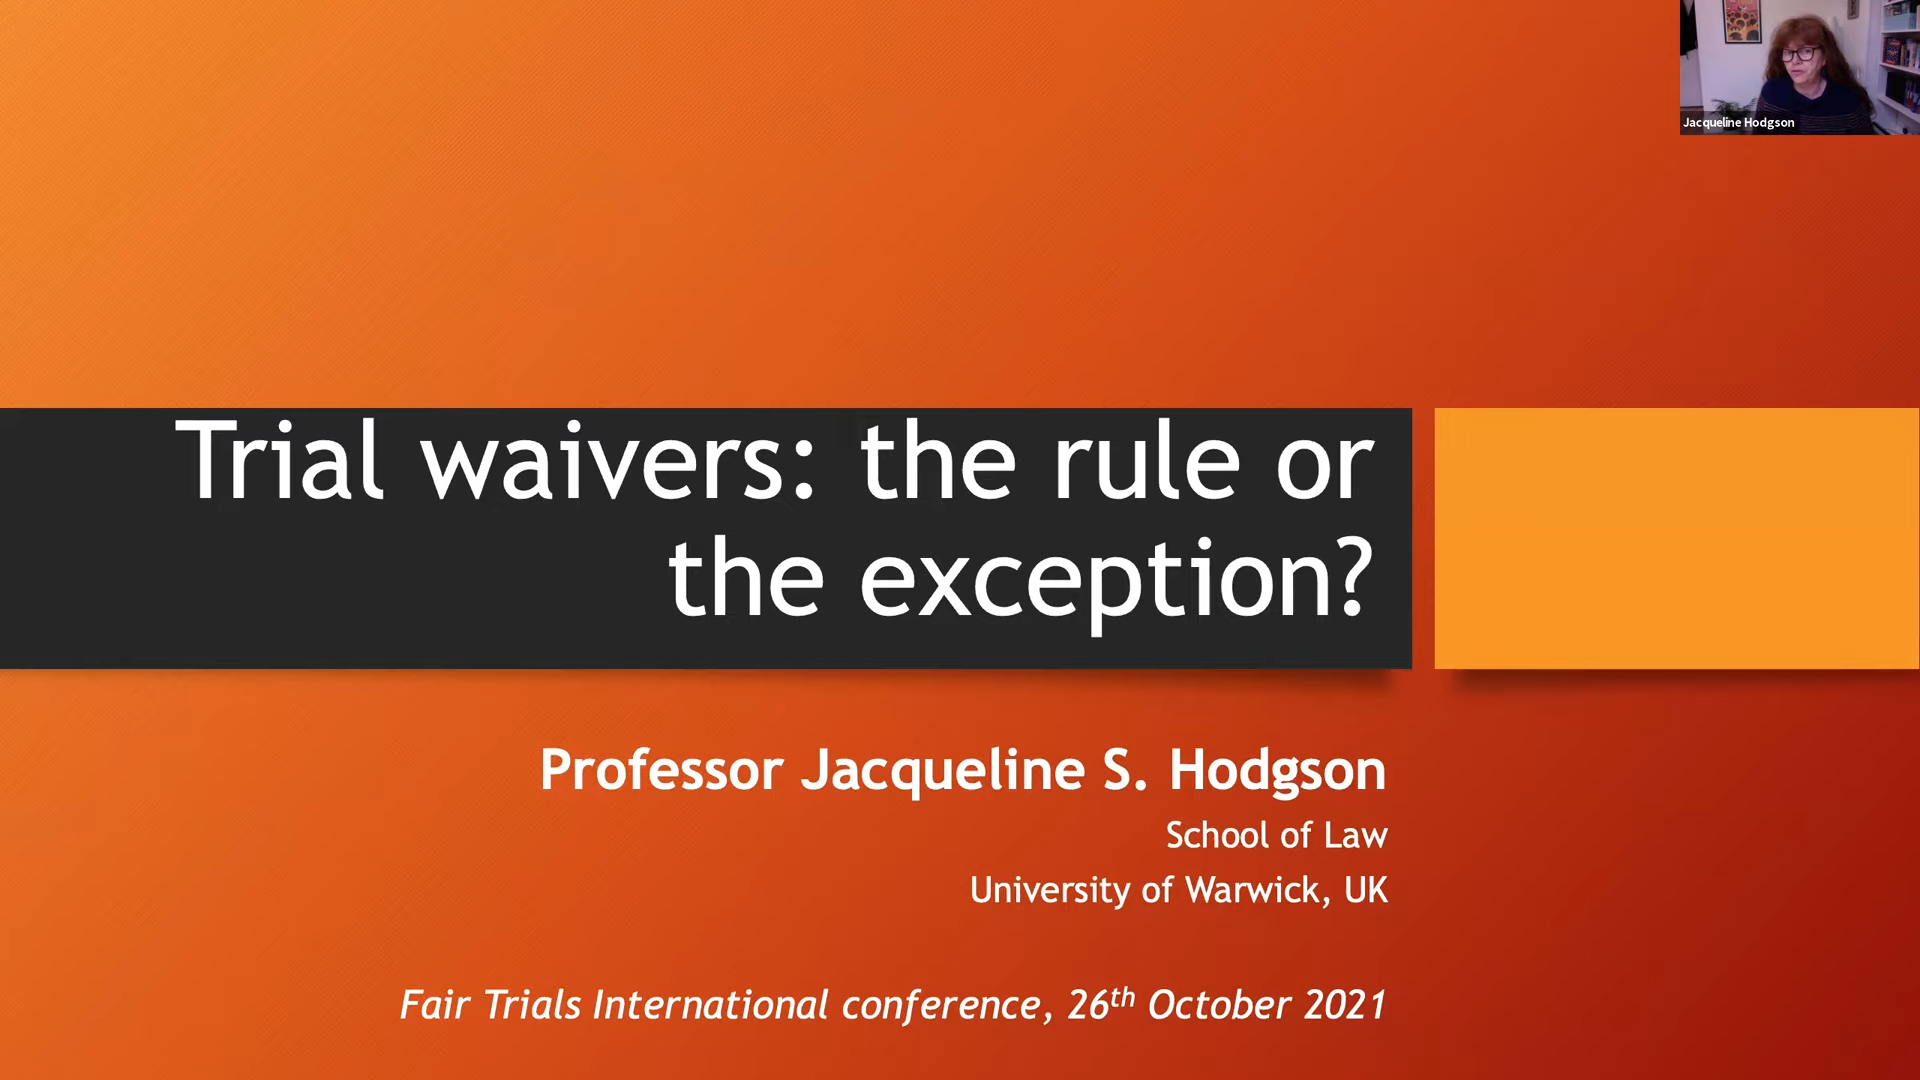 Jacqueline Hodgson
Trial waivers: the rule or
the exception?
Professor Jacqueline S. Hodgson
School of Law
University of Warwick, UK
Fair Trials International conference, 26th October 2021